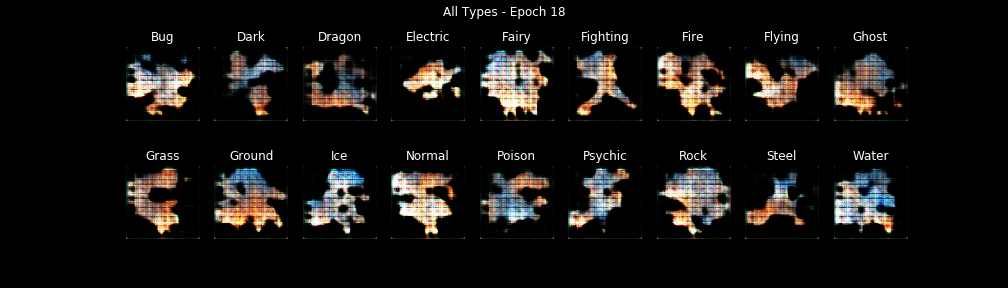 All Types - Epoch 18
Bug Dark Dragon Electric Fairy Fighting Fire Flying Ghost
Grass Ground Ice Normal Poison Psychic Rock Steel Water